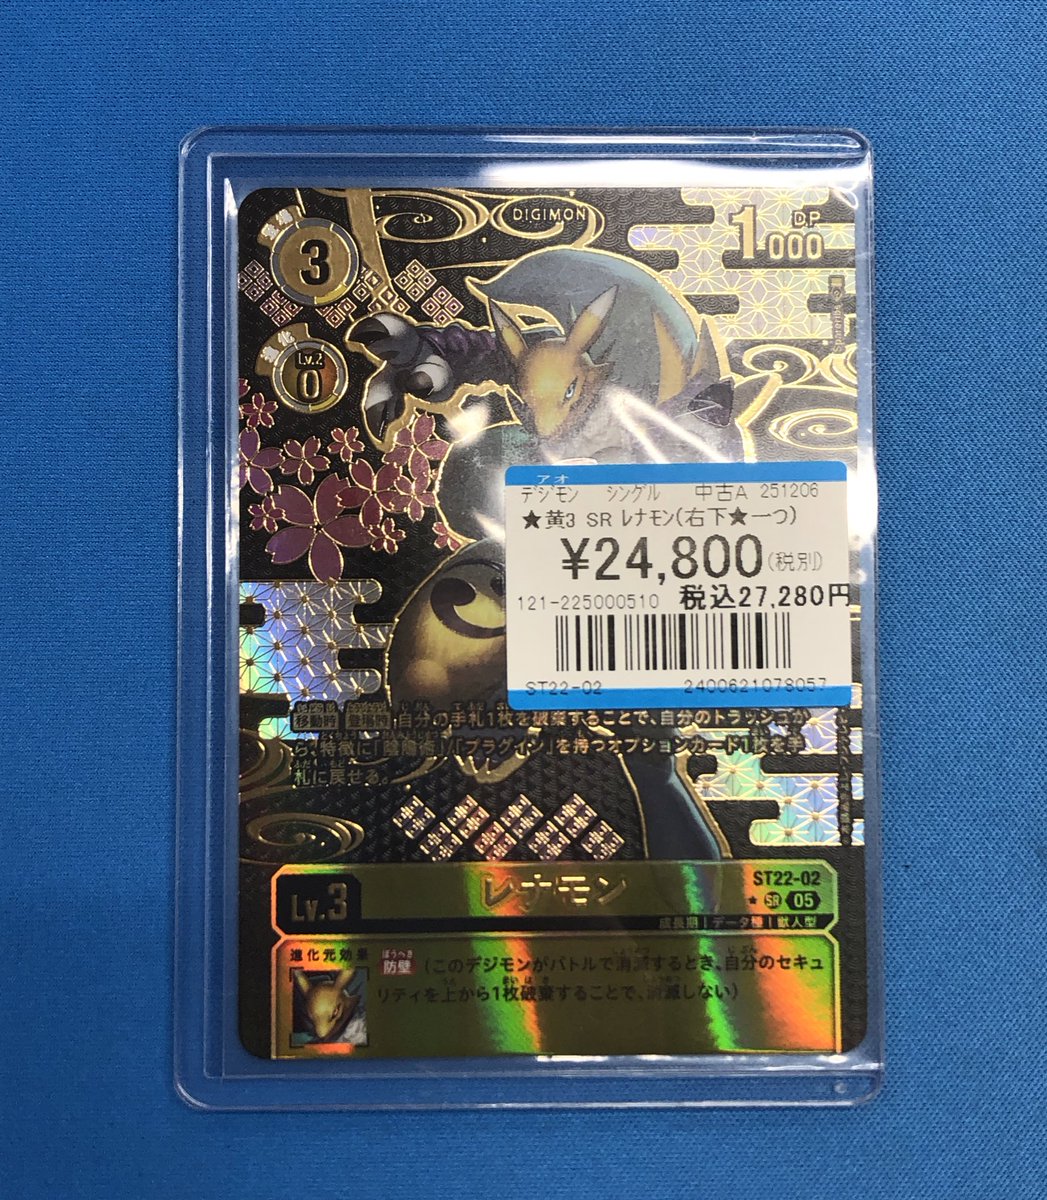 登場
3
DIGIMON
1000
DP
進化
Lv.2
0
アオ
デジモン シングル 中古A 251206
★黄3 SR レナモン(右下★一つ)
¥24,800(税別)
121-225000510 税込27,280円
ST22-02 2400621078057
移動時 登場時 自分の手札1枚を破棄することで、自分のトラッシュか
ら、特徴に「陰陽術」/「プラグイン」を持つオプションカード1枚を手
札に戻せる。
Lv.3
レナモン
ST22-02
★ SR 05
成長期 | データ種 | 獣人型
進化元効果
防壁 (このデジモンがバトルで消滅するとき、自分のセキュ
リティを上から1枚破棄することで、消滅しない)